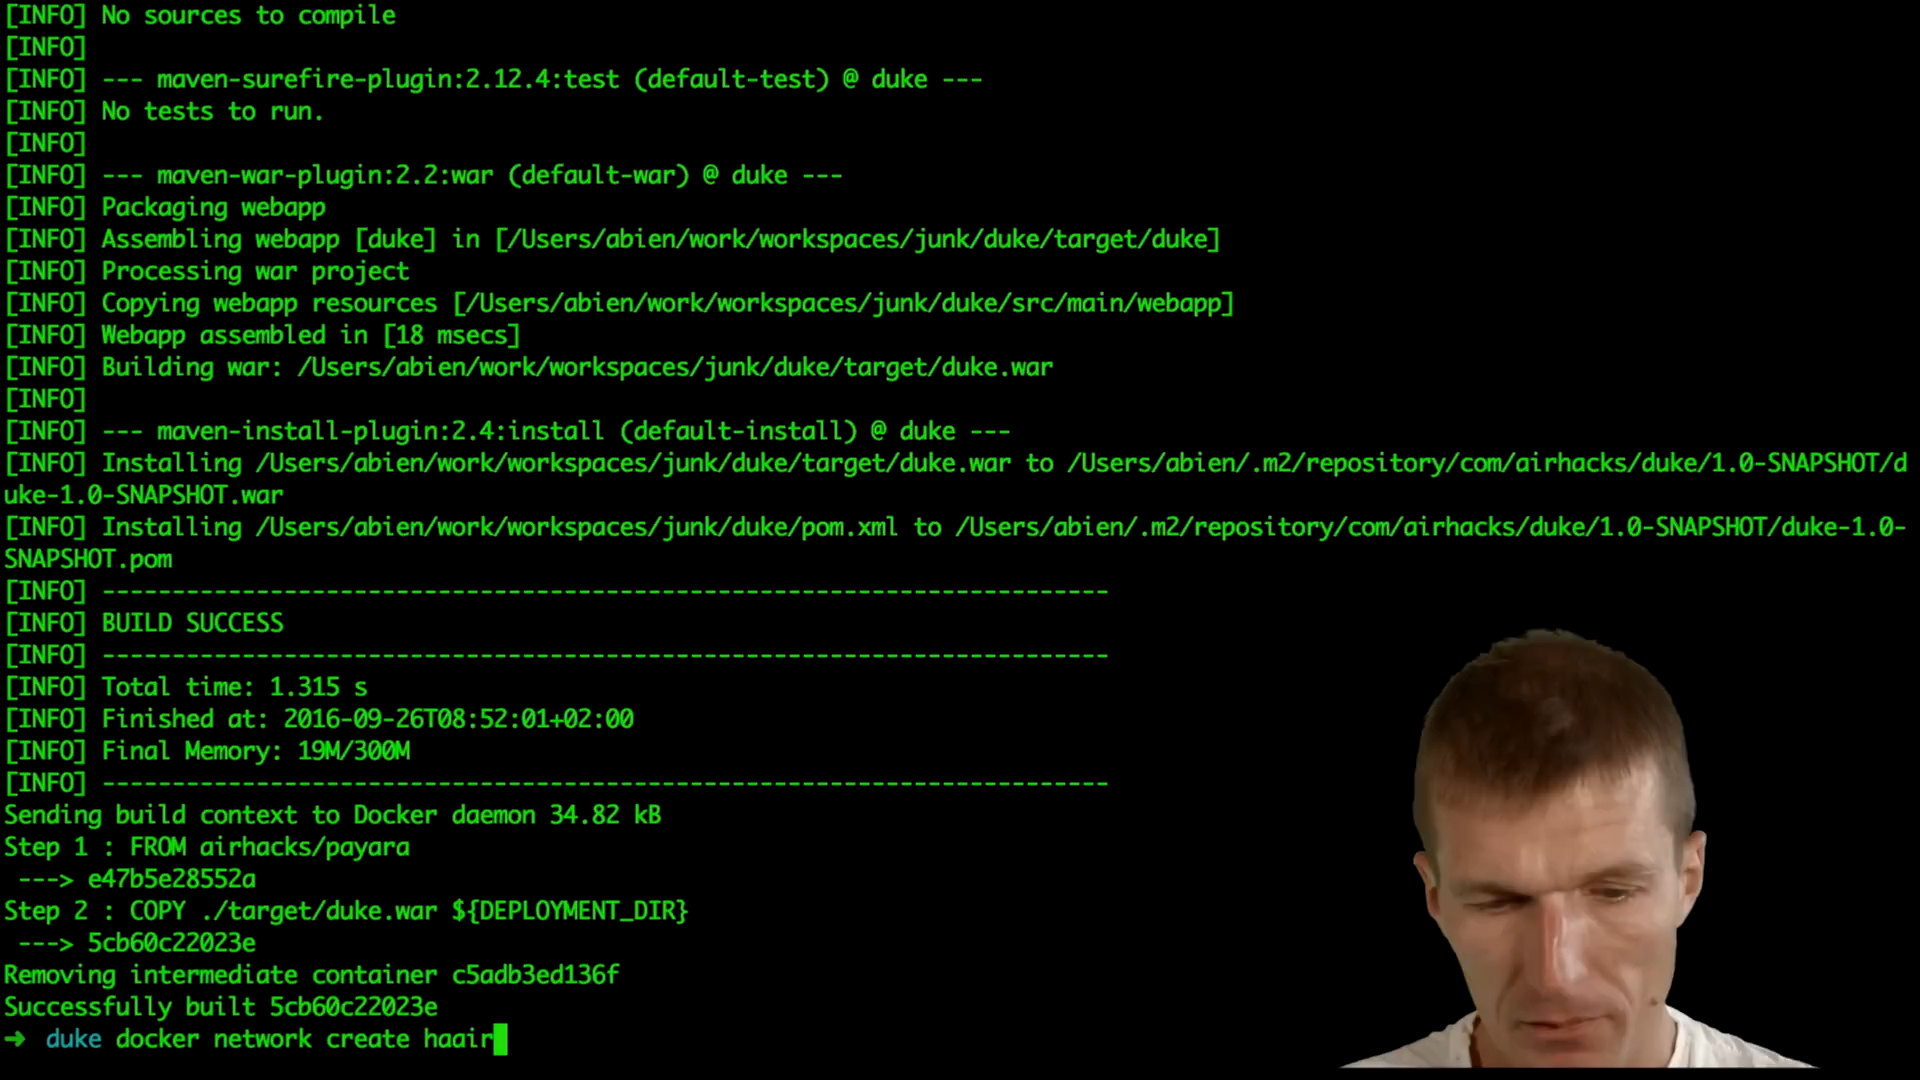 [INFO] No sources to compile
[INFO]
[INFO] --- maven-surefire-plugin:2.12.4:test (default-test) @ duke ---
[INFO] No tests to run.
[INFO]
[INFO] --- maven-war-plugin:2.2:war (default-war) @ duke ---
[INFO] Packaging webapp
[INFO] Assembling webapp [duke] in [/Users/abien/work/workspaces/junk/duke/target/duke]
[INFO] Processing war project
[INFO] Copying webapp resources [/Users/abien/work/workspaces/junk/duke/src/main/webapp]
[INFO] Webapp assembled in [18 msecs]
[INFO] Building war: /Users/abien/work/workspaces/junk/duke/target/duke.war
[INFO]
[INFO] --- maven-install-plugin:2.4:install (default-install) @ duke ---
[INFO] Installing /Users/abien/work/workspaces/junk/duke/target/duke.war to /Users/abien/.m2/repository/com/airhacks/duke/1.0-SNAPSHOT/d
uke-1.0-SNAPSHOT.war
[INFO] Installing /Users/abien/work/workspaces/junk/duke/pom.xml to /Users/abien/.m2/repository/com/airhacks/duke/1.0-SNAPSHOT/duke-1.0-
SNAPSHOT.pom
[INFO] ------------------------------------------------------------------------
[INFO] BUILD SUCCESS
[INFO] ------------------------------------------------------------------------
[INFO] Total time: 1.315 s
[INFO] Finished at: 2016-09-26T08:52:01+02:00
[INFO] Final Memory: 19M/300M
[INFO] ------------------------------------------------------------------------
Sending build context to Docker daemon 34.82 kB
Step 1 : FROM airhacks/payara
 ---> e47b5e28552a
Step 2 : COPY ./target/duke.war ${DEPLOYMENT_DIR}
 ---> 5cb60c22023e
Removing intermediate container c5adb3ed136f
Successfully built 5cb60c22023e
➜ duke docker network create haair